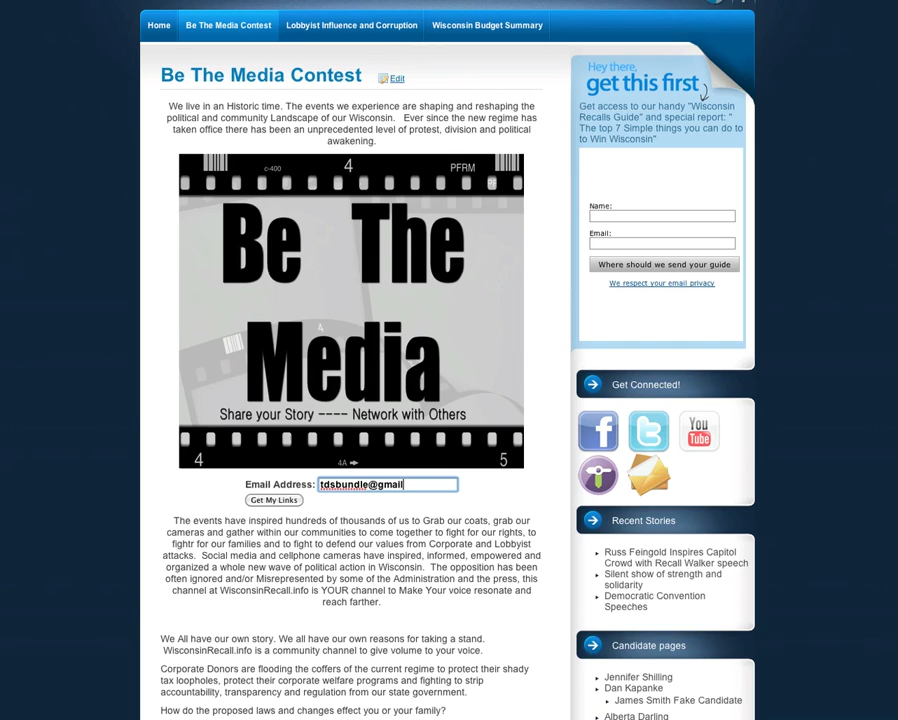 Home Be The Media Contest Lobbyist Influence and Corruption Wisconsin Budget Summary
Be The Media Contest Edit
We live in an Historic time. The events we experience are shaping and reshaping the
political and community Landscape of our Wisconsin. Ever since the new regime has
taken office there has been an unprecedented level of protest, division and political
awakening.
c-400 4 PFRM
Be The
4
Media
Share your Story ---- Network with Others
4 4A 5
Email Address: tdsbundle@gmail
Get My Links
The events have inspired hundreds of thousands of us to Grab our coats, grab our
cameras and gather within our communities to come together to fight for our rights, to
fightr for our families and to fight to defend our values from Corporate and Lobbyist
attacks. Social media and cellphone cameras have inspired, informed, empowered and
organized a whole new wave of political action in Wisconsin. The opposition has been
often ignored and/or Misrepresented by some of the Administration and the press, this
channel at WisconsinRecall.info is YOUR channel to Make Your voice resonate and
reach farther.
We All have our own story. We all have our own reasons for taking a stand.
WisconsinRecall.info is a community channel to give volume to your voice.
Corporate Donors are flooding the coffers of the current regime to protect their shady
tax loopholes, protect their corporate welfare programs and fighting to strip
accountability, transparency and regulation from our state government.
How do the proposed laws and changes effect you or your family?
Hey there,
get this first
Get access to our handy "Wisconsin
Recalls Guide" and special report: "
The top 7 Simple things you can do to
to Win Wisconsin"
Name:
Email:
Where should we send your guide
We respect your email privacy
Get Connected!
f t You
Tube
Recent Stories
Russ Feingold Inspires Capitol
Crowd with Recall Walker speech
Silent show of strength and
solidarity
Democratic Convention
Speeches
Candidate pages
Jennifer Shilling
Dan Kapanke
James Smith Fake Candidate
Alberta Darling